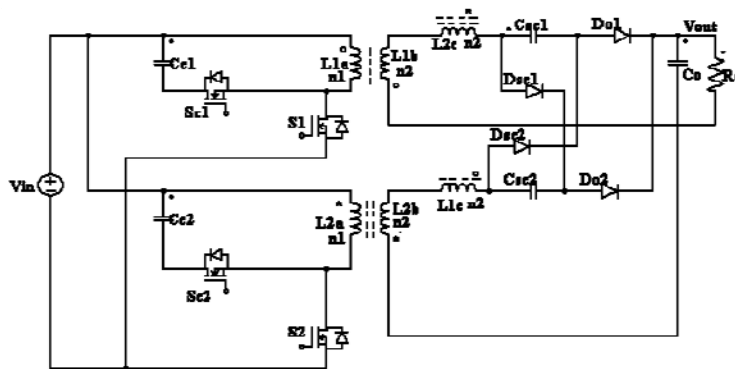 L2c n2
Csc1
Do1
Vout
Cc1
L1a
n1
L1b
n2
Dsc1
Co
Sc1
S1
Dsc2
Vin
Csc2
Do2
L1c n2
Cc2
L2a
n1
L2b
n2
Sc2
S2